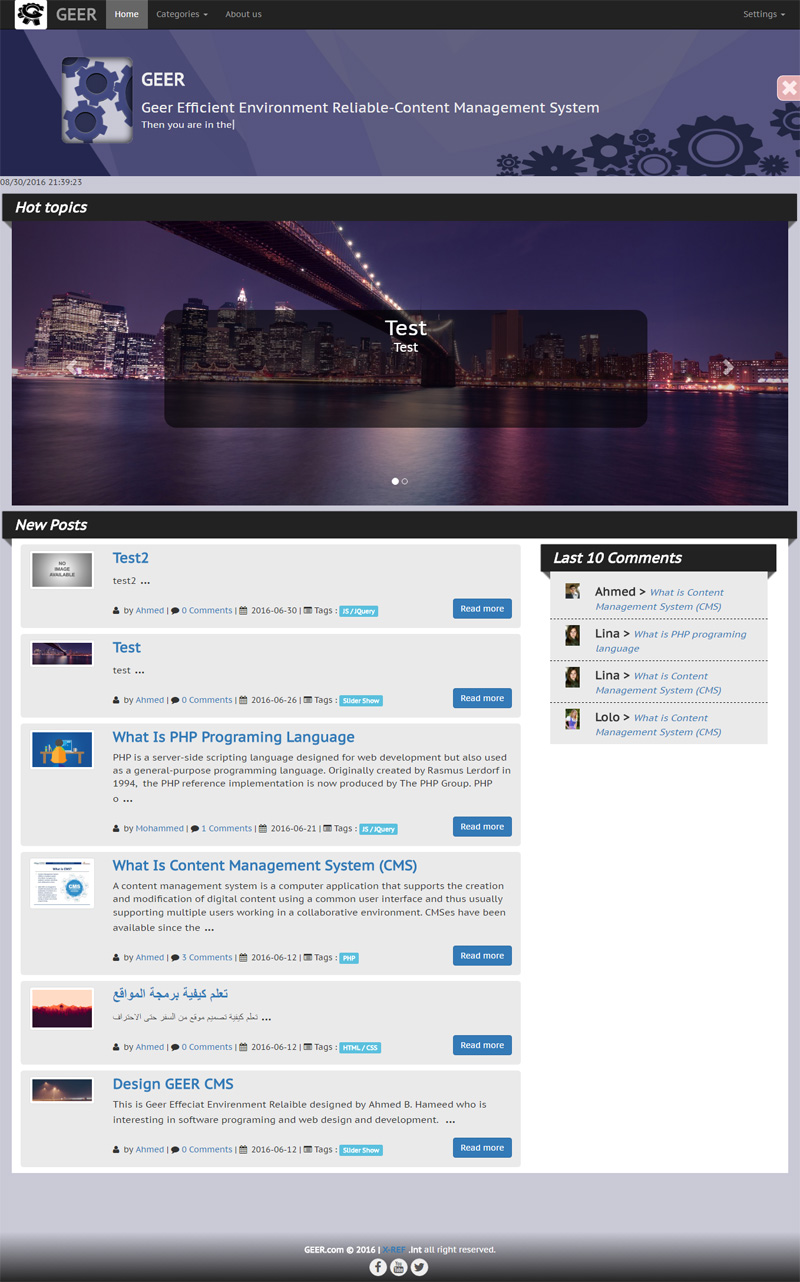 GEER Home Categories About us Settings
GEER
Geer Efficient Environment Reliable-Content Management System
Then you are in the|
08/30/2016 21:39:23
Hot topics
Test
Test
New Posts
NO
IMAGE
AVAILABLE
Test2
test2 ...
by Ahmed | 0 Comments | 2016-06-30 | Tags : JS / JQuery
Read more
Test
test ...
by Ahmed | 0 Comments | 2016-06-26 | Tags : Slider Show
Read more
What Is PHP Programing Language
PHP is a server-side scripting language designed for web development but also used
as a general-purpose programming language. Originally created by Rasmus Lerdorf in
1994, the PHP reference implementation is now produced by The PHP Group. PHP
o ...
by Mohammed | 1 Comments | 2016-06-21 | Tags : JS / JQuery
Read more
What Is Content Management System (CMS)
A content management system is a computer application that supports the creation
and modification of digital content using a common user interface and thus usually
supporting multiple users working in a collaborative environment. CMSes have been
available since the ...
by Ahmed | 3 Comments | 2016-06-12 | Tags : PHP
Read more
تعلم كيفية برمجة المواقع
تعلم كيفية تصميم موقع من السفر حتى الاحتراف ...
by Ahmed | 0 Comments | 2016-06-12 | Tags : HTML / CSS
Read more
Design GEER CMS
This is Geer Effeciat Envirenment Relaible designed by Ahmed B. Hameed who is
interesting in software programing and web design and development. ...
by Ahmed | 0 Comments | 2016-06-12 | Tags : Slider Show
Read more
Last 10 Comments
Ahmed > What is Content
Management System (CMS)
Lina > What is PHP programing
language
Lina > What is Content
Management System (CMS)
Lolo > What is Content
Management System (CMS)
GEER.com © 2016 | X-REF .Int all right reserved.